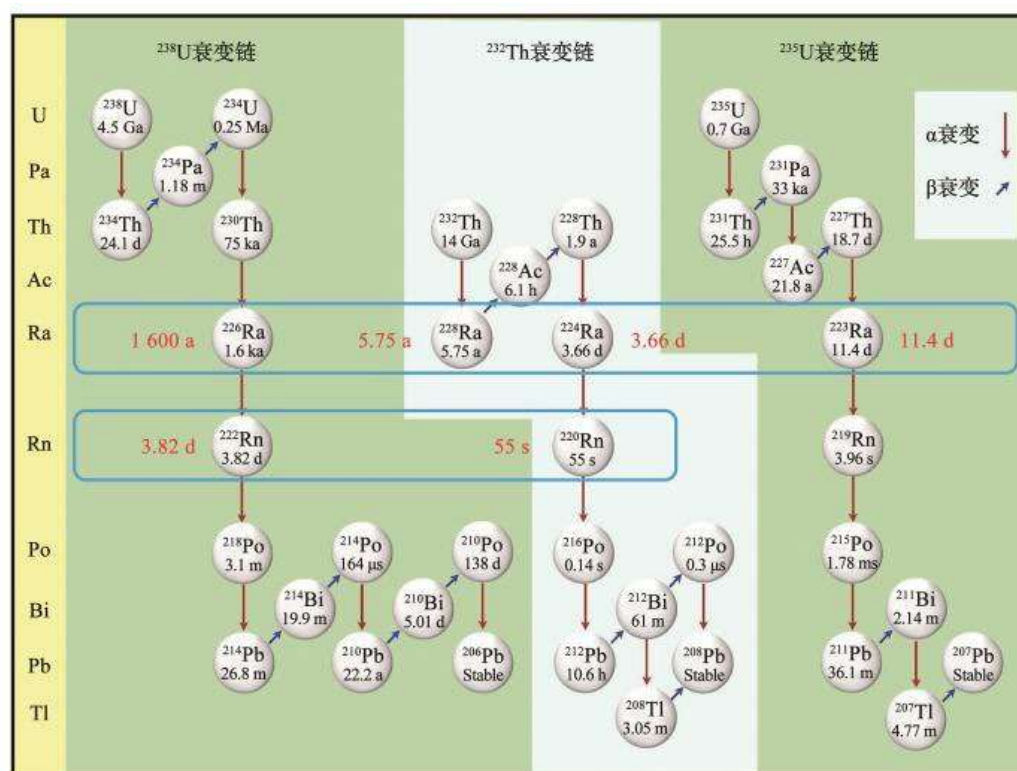 ²³⁸U衰变链 ²³²Th衰变链 ²³⁵U衰变链
U ²³⁸U ²³⁴U ²³⁵U
4.5 Ga 0.25 Ma 0.7 Ga
α衰变
Pa ²³⁴Pa ²³¹Pa
1.18 m 33 ka
β衰变
Th ²³⁴Th ²³⁰Th ²³²Th ²²⁸Th ²³¹Th ²²⁷Th
24.1 d 75 ka 14 Ga 1.9 a 25.5 h 18.7 d
Ac ²²⁸Ac ²²⁷Ac
6.1 h 21.8 a
Ra 1 600 a ²²⁶Ra 5.75 a ²²⁸Ra ²²⁴Ra 3.66 d ²²³Ra 11.4 d
1.6 ka 5.75 a 3.66 d 11.4 d
Rn 3.82 d ²²²Rn 55 s ²²⁰Rn ²¹⁹Rn
3.82 d 55 s 3.96 s
Po ²¹⁸Po ²¹⁴Po ²¹⁰Po ²¹⁶Po ²¹²Po ²¹⁵Po
3.1 m 164 μs 138 d 0.14 s 0.3 μs 1.78 ms
Bi ²¹⁴Bi ²¹⁰Bi ²¹²Bi ²¹¹Bi
19.9 m 5.01 d 61 m 2.14 m
Pb ²¹⁴Pb ²¹⁰Pb ²⁰⁶Pb ²¹²Pb ²⁰⁸Pb ²¹¹Pb ²⁰⁷Pb
26.8 m 22.2 a Stable 10.6 h Stable 36.1 m Stable
Tl ²⁰⁸Tl ²⁰⁷Tl
3.05 m 4.77 m